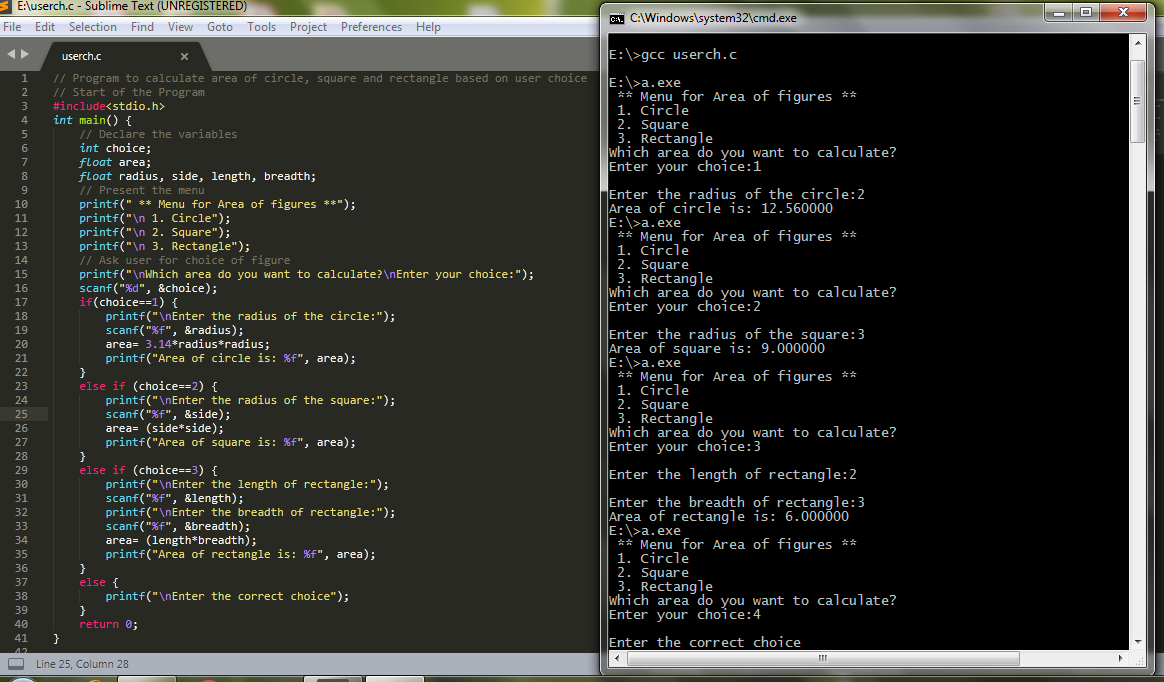 E:\userch.c - Sublime Text (UNREGISTERED)
File Edit Selection Find View Goto Tools Project Preferences Help
userch.c ×
1 // Program to calculate area of circle, square and rectangle based on user choice
2 // Start of the Program
3 #include<stdio.h>
4 int main() {
5 // Declare the variables
6 int choice;
7 float area;
8 float radius, side, length, breadth;
9 // Present the menu
10 printf(" ** Menu for Area of figures **");
11 printf("\n 1. Circle");
12 printf("\n 2. Square");
13 printf("\n 3. Rectangle");
14 // Ask user for choice of figure
15 printf("\nWhich area do you want to calculate?\nEnter your choice:");
16 scanf("%d", &choice);
17 if(choice==1) {
18 printf("\nEnter the radius of the circle:");
19 scanf("%f", &radius);
20 area= 3.14*radius*radius;
21 printf("Area of circle is: %f", area);
22 }
23 else if (choice==2) {
24 printf("\nEnter the radius of the square:");
25 scanf("%f", &side);
26 area= (side*side);
27 printf("Area of square is: %f", area);
28 }
29 else if (choice==3) {
30 printf("\nEnter the length of rectangle:");
31 scanf("%f", &length);
32 printf("\nEnter the breadth of rectangle:");
33 scanf("%f", &breadth);
34 area= (length*breadth);
35 printf("Area of rectangle is: %f", area);
36 }
37 else {
38 printf("\nEnter the correct choice");
39 }
40 return 0;
41 }
42
Line 25, Column 28
C:\Windows\system32\cmd.exe
E:\>gcc userch.c
E:\>a.exe
** Menu for Area of figures **
1. Circle
2. Square
3. Rectangle
Which area do you want to calculate?
Enter your choice:1
Enter the radius of the circle:2
Area of circle is: 12.560000
E:\>a.exe
** Menu for Area of figures **
1. Circle
2. Square
3. Rectangle
Which area do you want to calculate?
Enter your choice:2
Enter the radius of the square:3
Area of square is: 9.000000
E:\>a.exe
** Menu for Area of figures **
1. Circle
2. Square
3. Rectangle
Which area do you want to calculate?
Enter your choice:3
Enter the length of rectangle:2
Enter the breadth of rectangle:3
Area of rectangle is: 6.000000
E:\>a.exe
** Menu for Area of figures **
1. Circle
2. Square
3. Rectangle
Which area do you want to calculate?
Enter your choice:4
Enter the correct choice